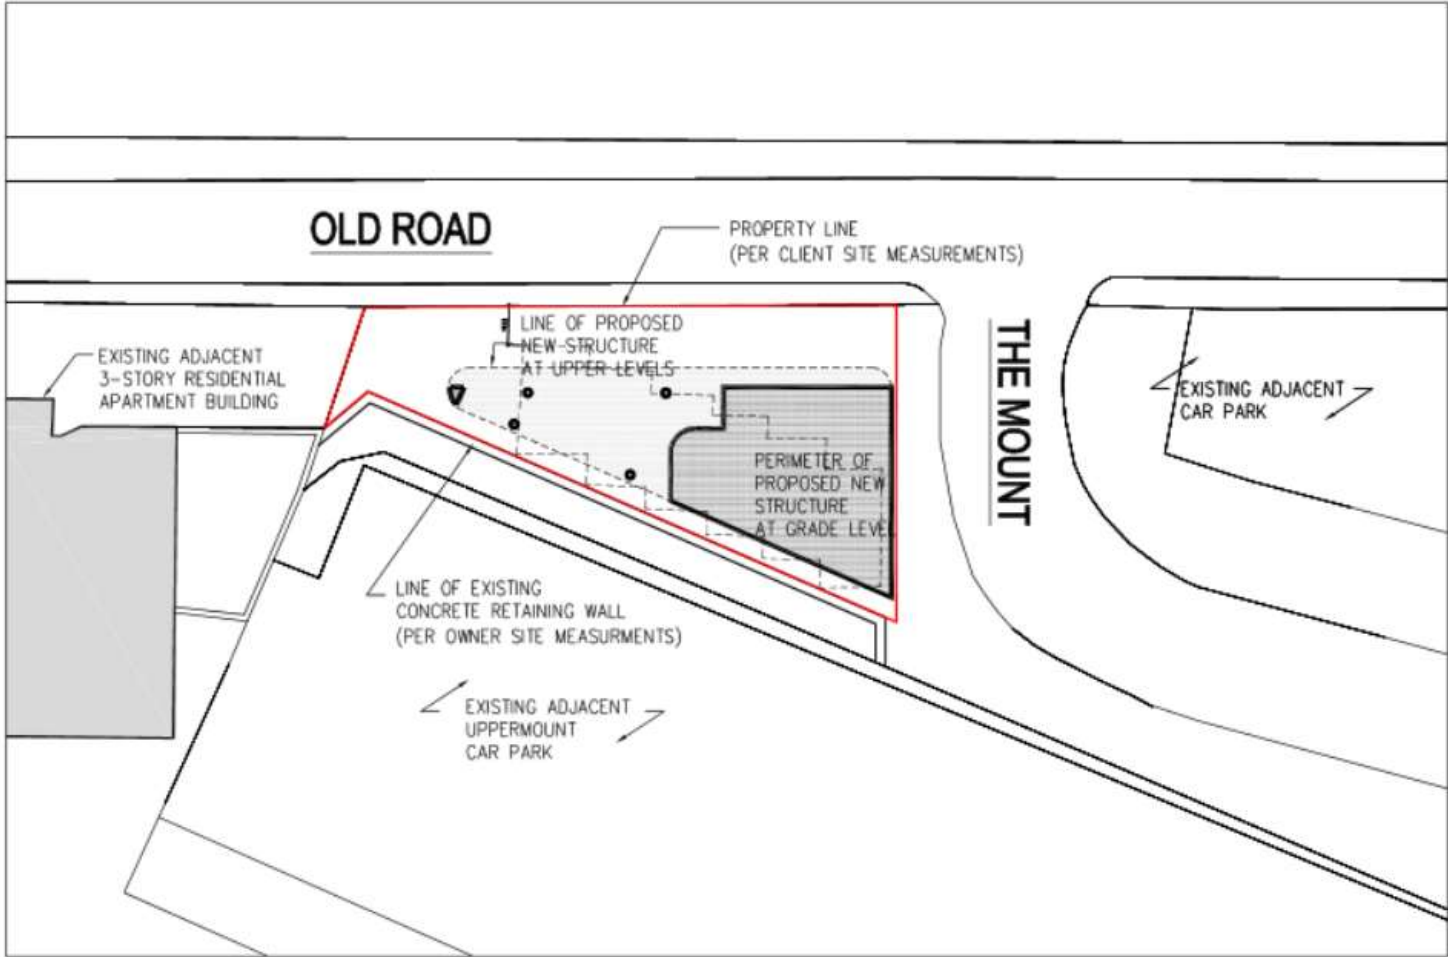 OLD ROAD
PROPERTY LINE
(PER CLIENT SITE MEASUREMENTS)
LINE OF PROPOSED
NEW STRUCTURE
AT UPPER LEVELS
EXISTING ADJACENT
3-STORY RESIDENTIAL
APARTMENT BUILDING
THE MOUNT
EXISTING ADJACENT
CAR PARK
PERIMETER OF
PROPOSED NEW
STRUCTURE
AT GRADE LEVEL
LINE OF EXISTING
CONCRETE RETAINING WALL
(PER OWNER SITE MEASURMENTS)
EXISTING ADJACENT
UPPERMOUNT
CAR PARK